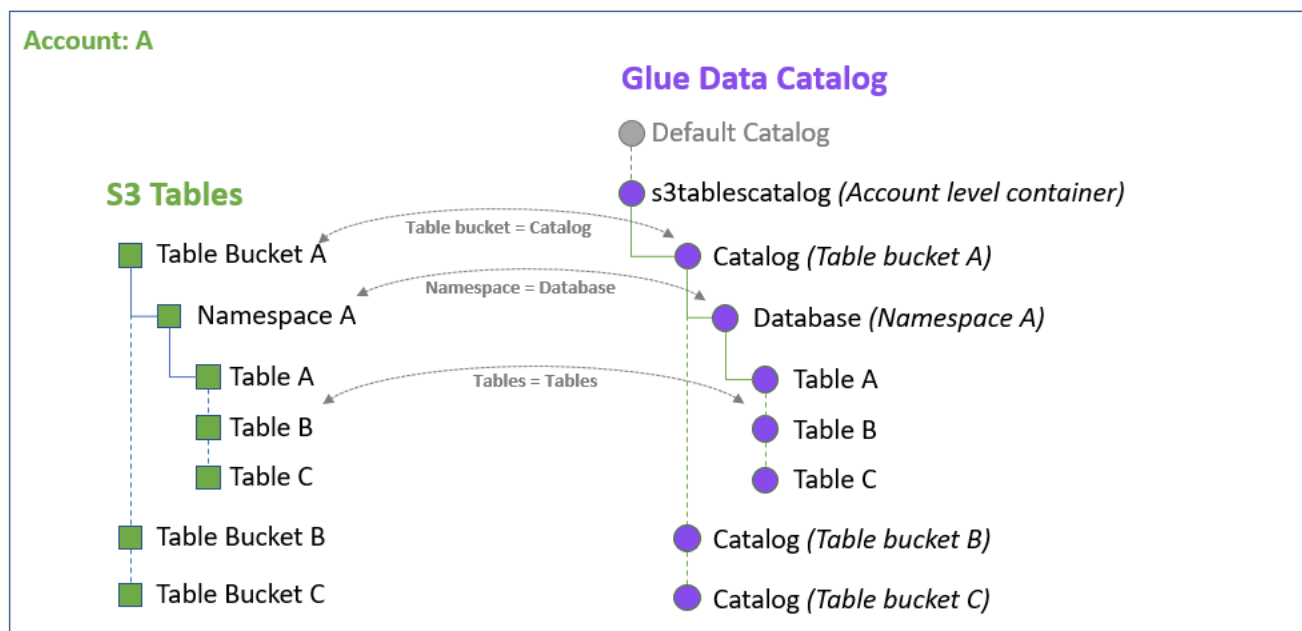 Account: A
Glue Data Catalog
Default Catalog
S3 Tables
s3tablescatalog (Account level container)
Table bucket = Catalog
Table Bucket A
Catalog (Table bucket A)
Namespace = Database
Namespace A
Database (Namespace A)
Table A
Tables = Tables
Table A
Table B
Table B
Table C
Table C
Table Bucket B
Catalog (Table bucket B)
Table Bucket C
Catalog (Table bucket C)